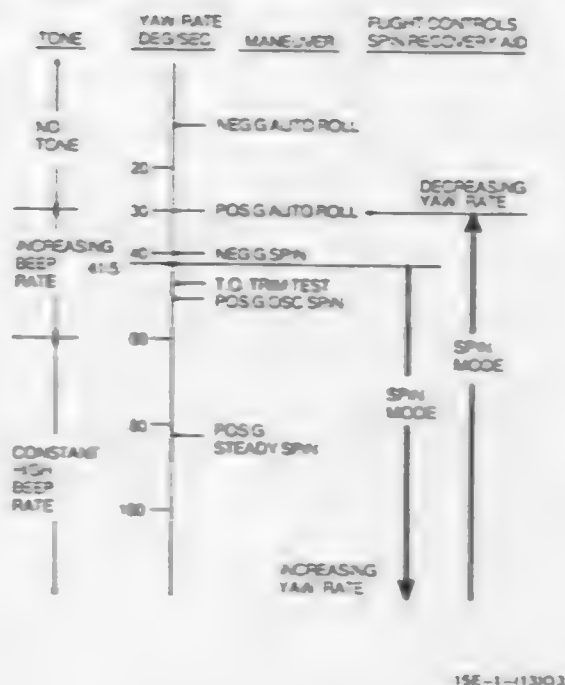 TONE
YAW RATE
DEG/SEC
MANEUVER
FLIGHT CONTROLS
SPIN RECOVERY AID
NO
TONE
NEG G AUTO ROLL
20
DECREASING
YAW RATE
30
POS G AUTO ROLL
INCREASING
BEEP
RATE
40
NEG G SPIN
41.5
T.O. TRIM TEST
POS G OSC SPIN
60
SPIN
MODE
SPIN
MODE
80
POS G
STEADY SPIN
CONSTANT
HIGH
BEEP
RATE
100
INCREASING
YAW RATE